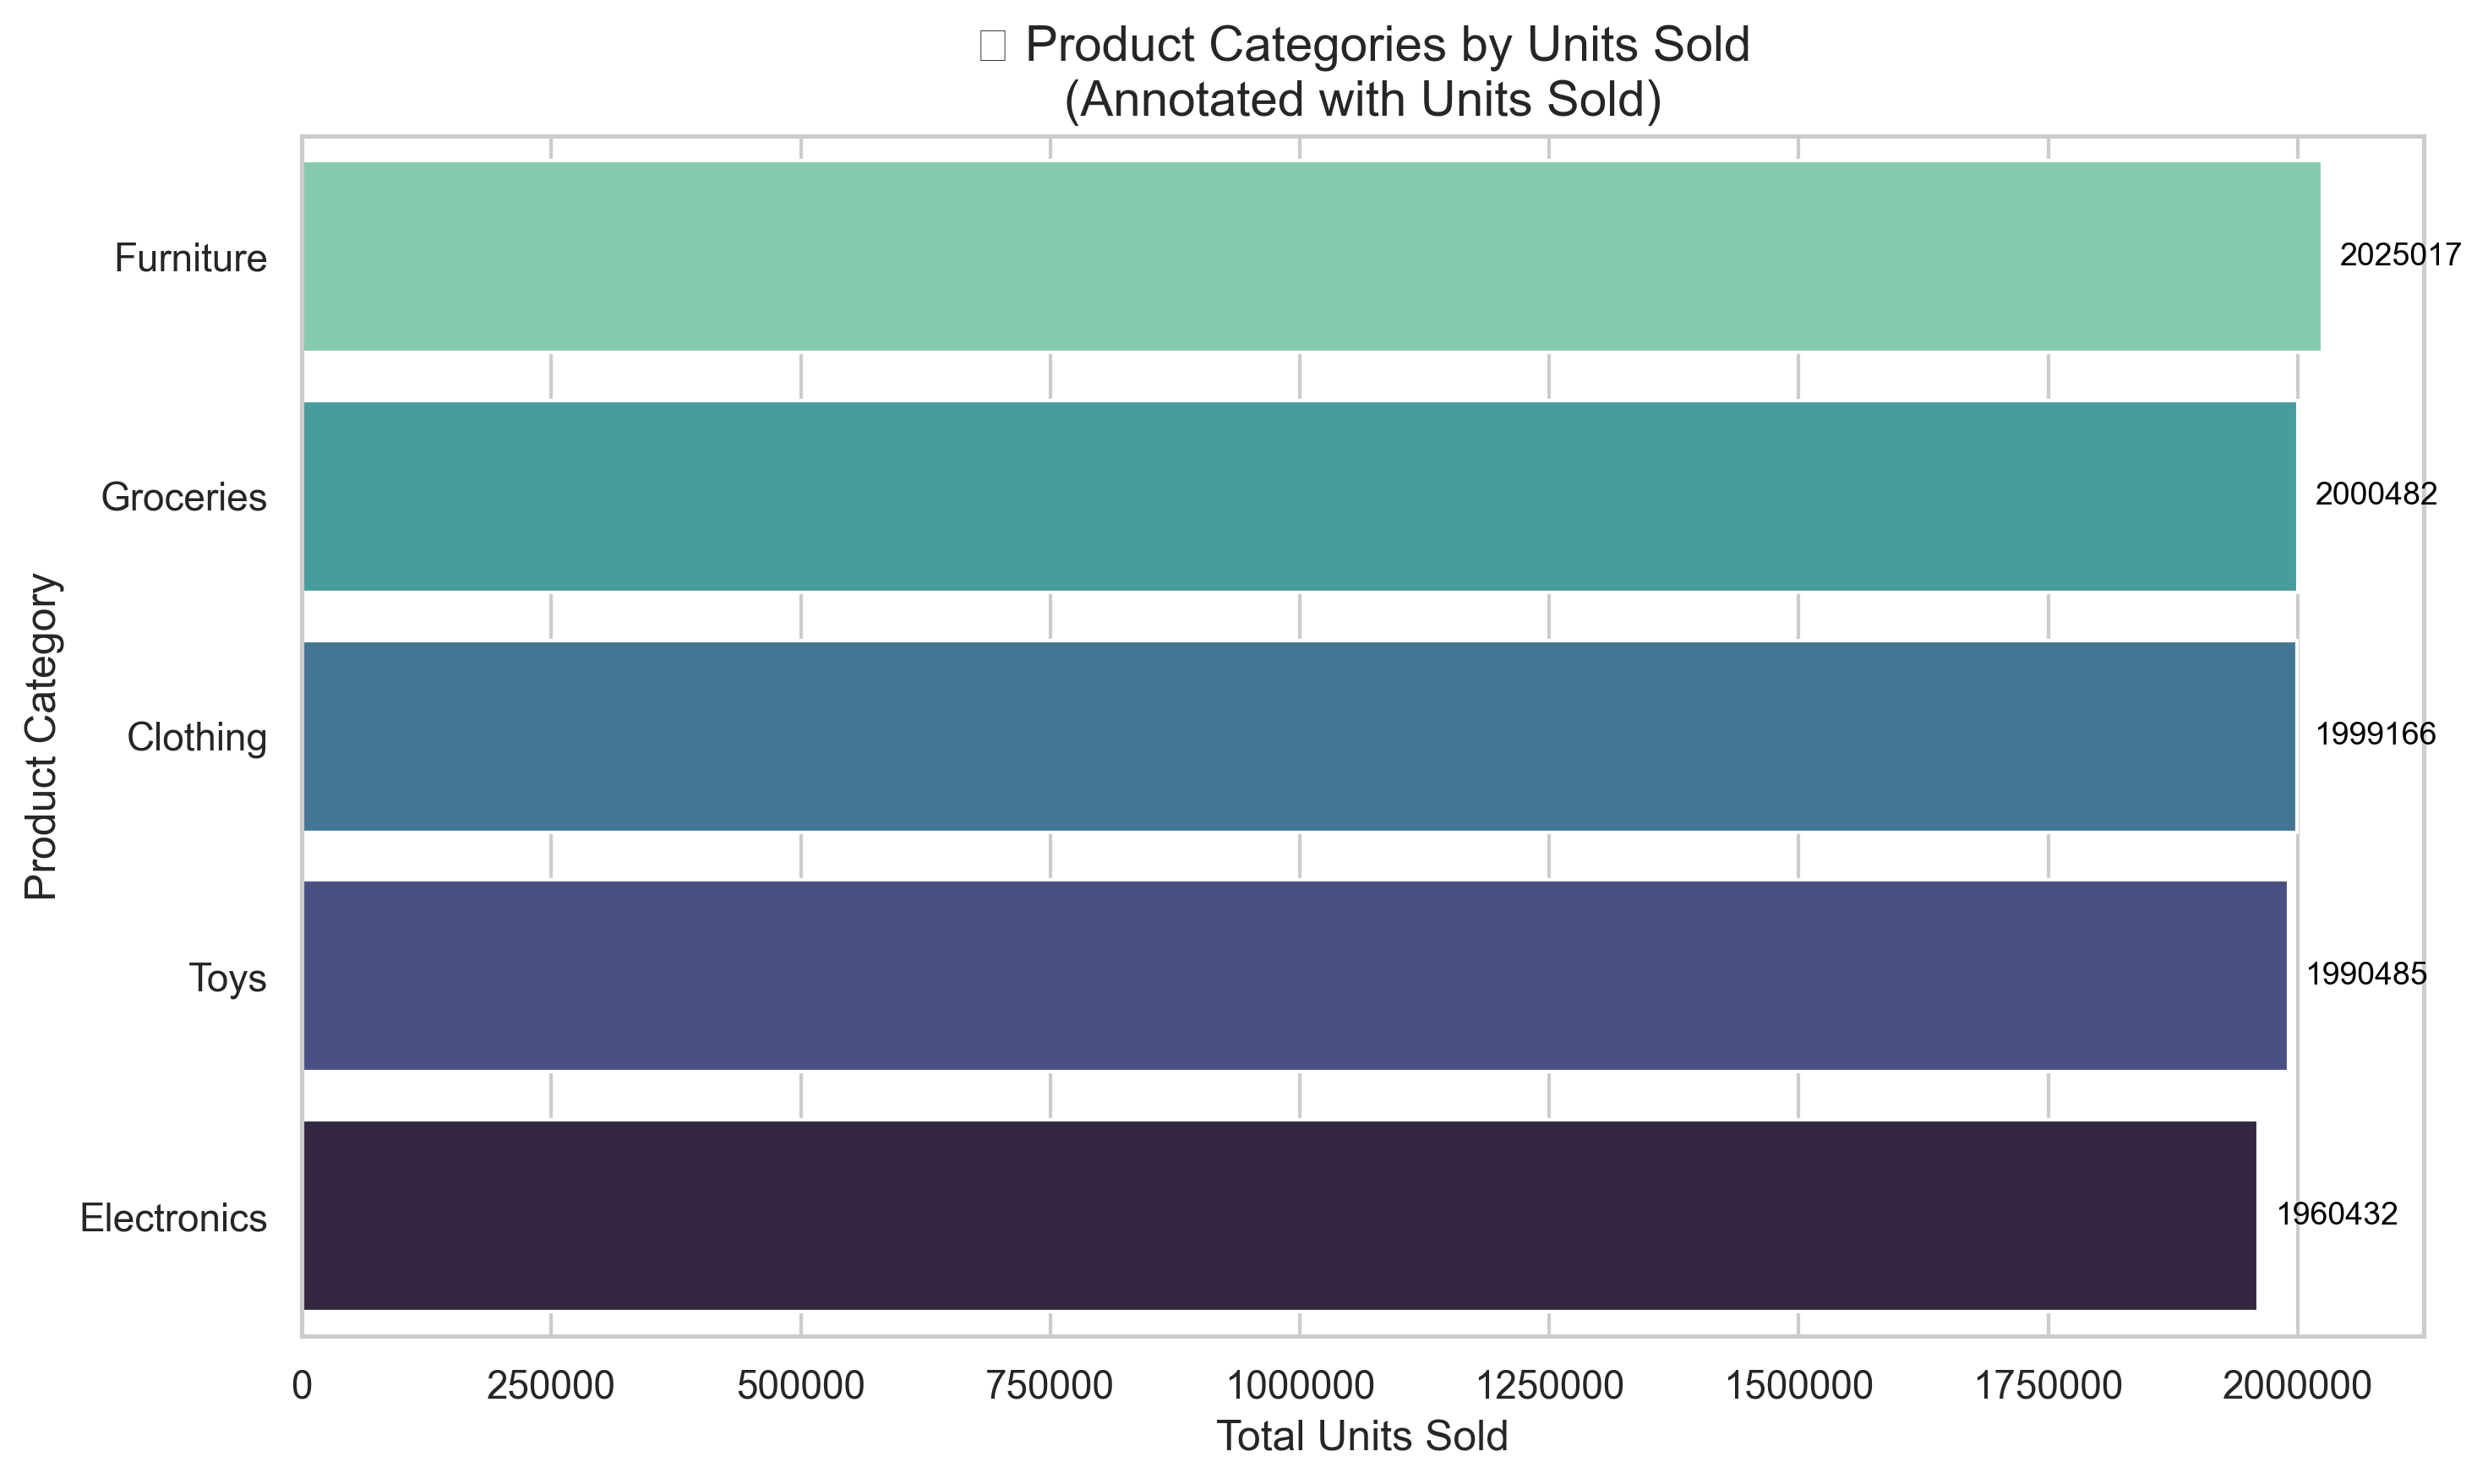 Product Categories by Units Sold
(Annotated with Units Sold)
Product Category
Furniture
2025017
Groceries
2000482
Clothing
1999166
Toys
1990485
Electronics
1960432
0
250000
500000
750000
1000000
1250000
1500000
1750000
2000000
Total Units Sold